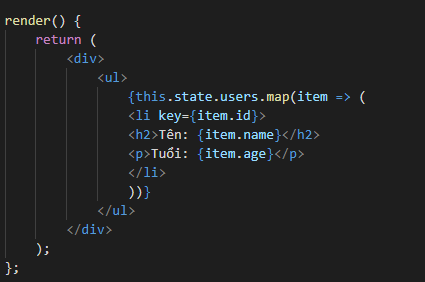 render() {
    return (
        <div>
            <ul>
                {this.state.users.map(item => (
                <li key={item.id}>
                <h2>Tên: {item.name}</h2>
                <p>Tuổi: {item.age}</p>
                </li>
                ))}
            </ul>
        </div>
    );
};